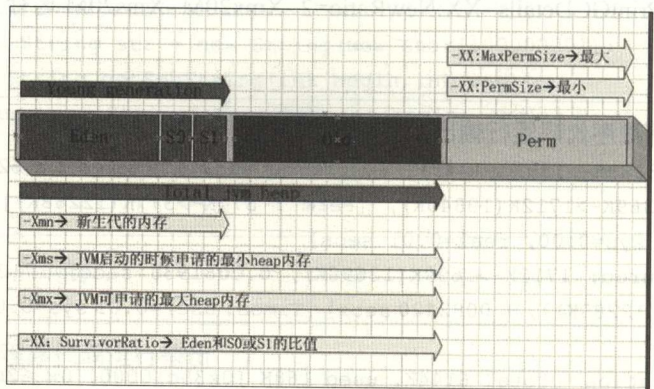 -XX:MaxPermSize→最大
-XX:PermSize→最小
Young generation
Eden
S0
S1
Old
Perm
Total jvm heap
-Xmn→ 新生代的内存
-Xms→ JVM启动的时候申请的最小heap内存
-Xmx→ JVM可申请的最大heap内存
-XX: SurvivorRatio→ Eden和S0或S1的比值